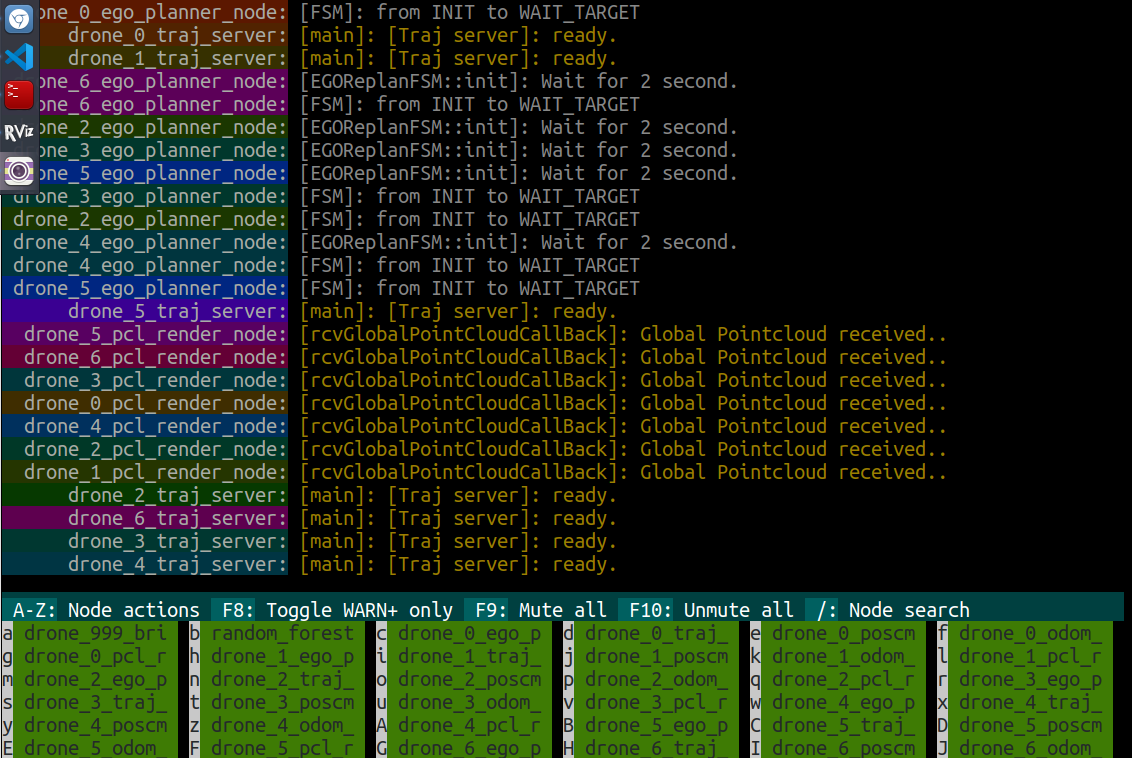 one_0_ego_planner_node: [FSM]: from INIT to WAIT_TARGET
drone_0_traj_server: [main]: [Traj server]: ready.
drone_1_traj_server: [main]: [Traj server]: ready.
one_6_ego_planner_node: [EGOReplanFSM::init]: Wait for 2 second.
one_6_ego_planner_node: [FSM]: from INIT to WAIT_TARGET
one_2_ego_planner_node: [EGOReplanFSM::init]: Wait for 2 second.
RViz
one_3_ego_planner_node: [EGOReplanFSM::init]: Wait for 2 second.
one_5_ego_planner_node: [EGOReplanFSM::init]: Wait for 2 second.
drone_3_ego_planner_node: [FSM]: from INIT to WAIT_TARGET
drone_2_ego_planner_node: [FSM]: from INIT to WAIT_TARGET
drone_4_ego_planner_node: [EGOReplanFSM::init]: Wait for 2 second.
drone_4_ego_planner_node: [FSM]: from INIT to WAIT_TARGET
drone_5_ego_planner_node: [FSM]: from INIT to WAIT_TARGET
drone_5_traj_server: [main]: [Traj server]: ready.
drone_5_pcl_render_node: [rcvGlobalPointCloudCallBack]: Global Pointcloud received..
drone_6_pcl_render_node: [rcvGlobalPointCloudCallBack]: Global Pointcloud received..
drone_3_pcl_render_node: [rcvGlobalPointCloudCallBack]: Global Pointcloud received..
drone_0_pcl_render_node: [rcvGlobalPointCloudCallBack]: Global Pointcloud received..
drone_4_pcl_render_node: [rcvGlobalPointCloudCallBack]: Global Pointcloud received..
drone_2_pcl_render_node: [rcvGlobalPointCloudCallBack]: Global Pointcloud received..
drone_1_pcl_render_node: [rcvGlobalPointCloudCallBack]: Global Pointcloud received..
drone_2_traj_server: [main]: [Traj server]: ready.
drone_6_traj_server: [main]: [Traj server]: ready.
drone_3_traj_server: [main]: [Traj server]: ready.
drone_4_traj_server: [main]: [Traj server]: ready.
A-Z: Node actions F8: Toggle WARN+ only F9: Mute all F10: Unmute all /: Node search
a drone_999_bri b random_forest c drone_0_ego_p d drone_0_traj_ e drone_0_poscm f drone_0_odom_
g drone_0_pcl_r h drone_1_ego_p i drone_1_traj_ j drone_1_poscm k drone_1_odom_ l drone_1_pcl_r
m drone_2_ego_p n drone_2_traj_ o drone_2_poscm p drone_2_odom_ q drone_2_pcl_r r drone_3_ego_p
s drone_3_traj_ t drone_3_poscm u drone_3_odom_ v drone_3_pcl_r w drone_4_ego_p x drone_4_traj_
y drone_4_poscm z drone_4_odom_ A drone_4_pcl_r B drone_5_ego_p C drone_5_traj_ D drone_5_poscm
E drone_5_odom_ F drone_5_pcl_r G drone_6_ego_p H drone_6_traj_ I drone_6_poscm J drone_6_odom_